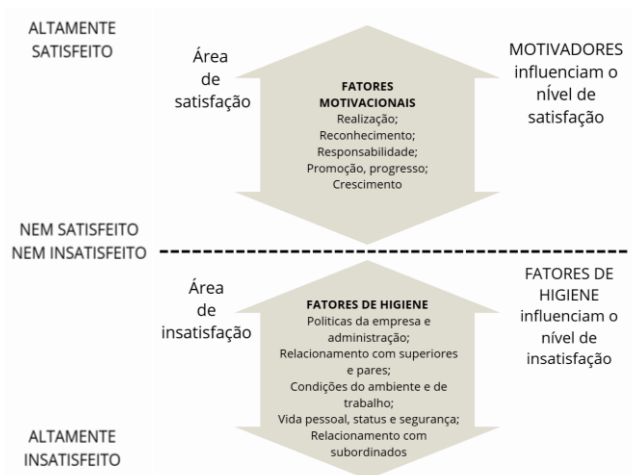 ALTAMENTE
SATISFEITO
Área
de
satisfação
FATORES
MOTIVACIONAIS
Realização;
Reconhecimento;
Responsabilidade;
Promoção, progresso;
Crescimento
MOTIVADORES
influenciam o
nÍvel de
satisfação
NEM SATISFEITO
NEM INSATISFEITO
Área
de
insatisfação
FATORES DE HIGIENE
Politicas da empresa e
administração;
Relacionamento com superiores
e pares;
Condições do ambiente e de
trabalho;
Vida pessoal, status e segurança;
Relacionamento com
subordinados
FATORES DE
HIGIENE
influenciam o
nível de
insatisfação
ALTAMENTE
INSATISFEITO